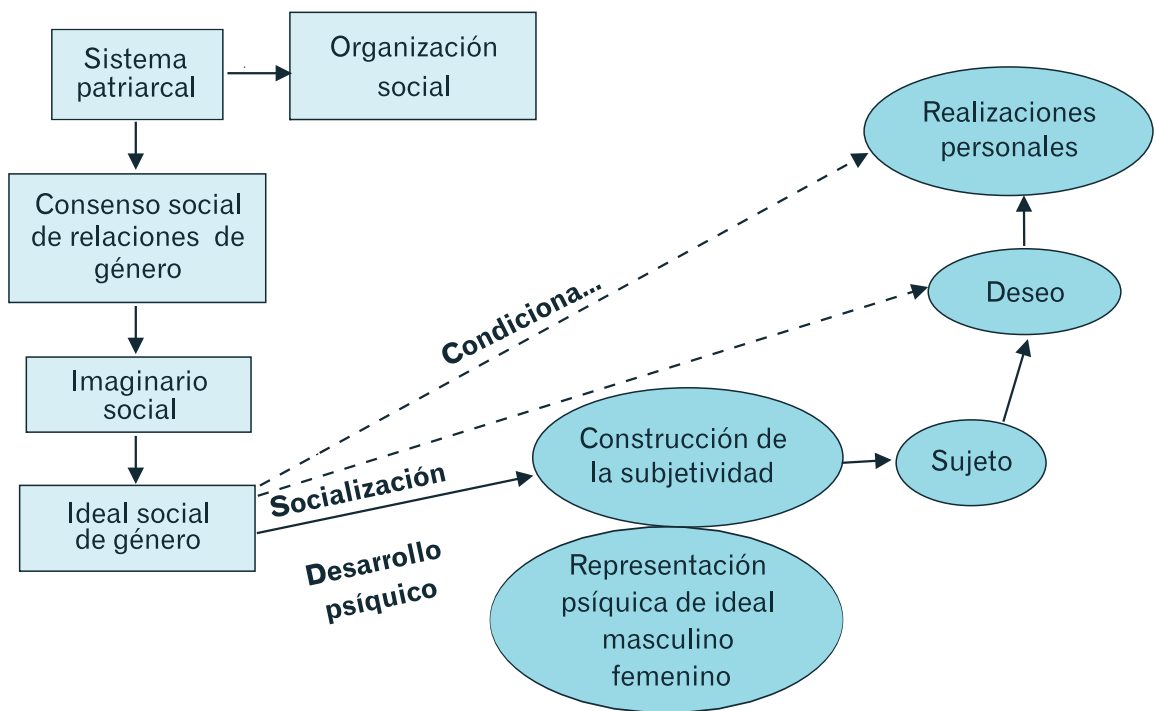 Sistema
patriarcal
Organización
social
Consenso social
de relaciones de
género
Imaginario
social
Ideal social
de género
Condiciona...
Socialización
Desarrollo
psíquico
Construcción de
la subjetividad
Representación
psíquica de ideal
masculino
femenino
Sujeto
Deseo
Realizaciones
personales